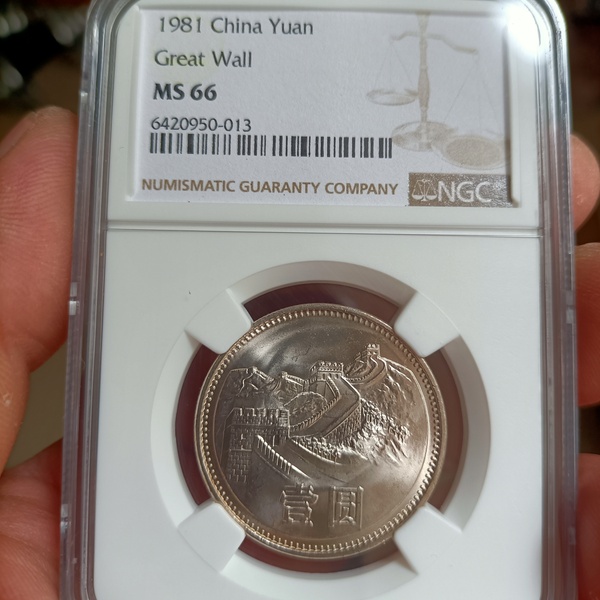 1981 China Yuan
Great Wall
MS 66
6420950-013
NUMISMATIC GUARANTY COMPANY NGC
壹圆